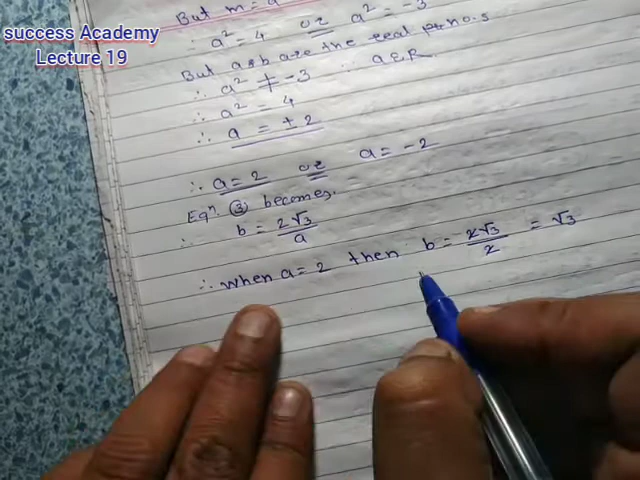 success Academy
Lecture 19
But m = a²
∴ a² = 4 or a² = -3
But a & b are the real
∴ a² ≠ -3 ∵ a ∈ R
∴ a² = 4
∴ a = ± 2
∴ a = 2 or a = -2
Eqⁿ. ③ becomes,
∴ b = 2√3/a
∴ when a = 2 then b = 2√3/2 = √3